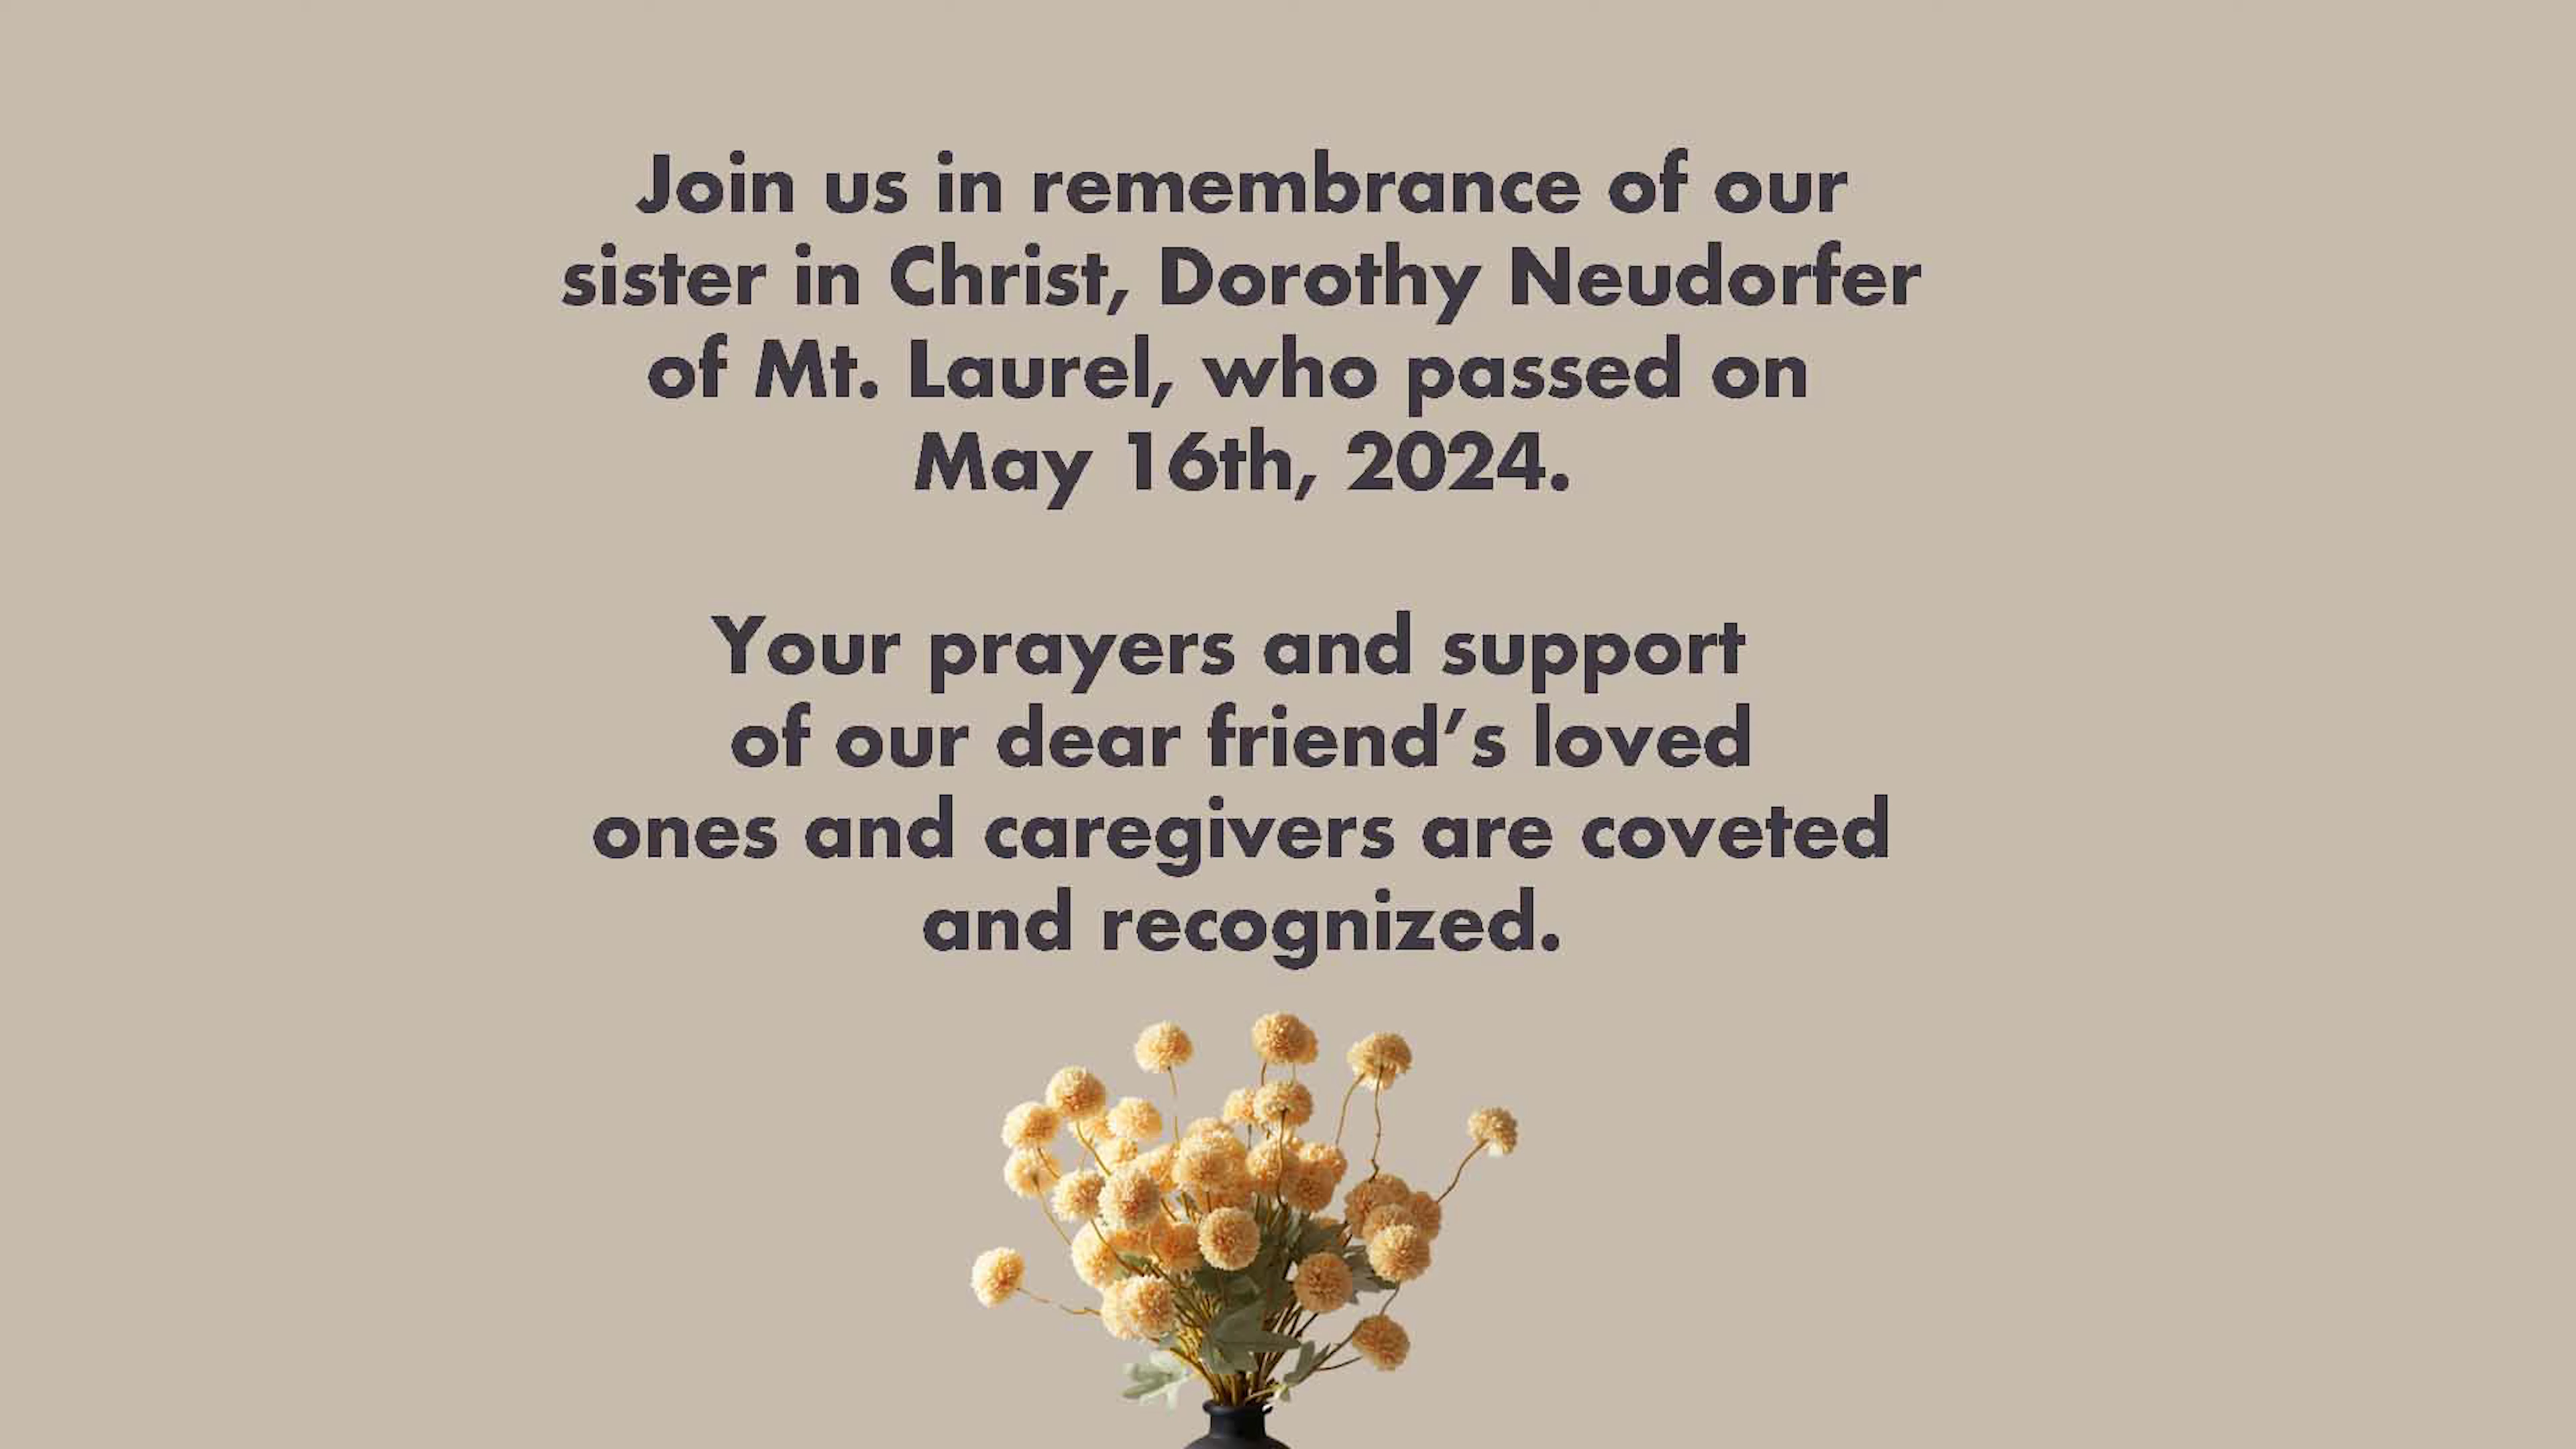 Join us in remembrance of our
sister in Christ, Dorothy Neudorfer
of Mt. Laurel, who passed on
May 16th, 2024.
Your prayers and support
of our dear friend’s loved
ones and caregivers are coveted
and recognized.